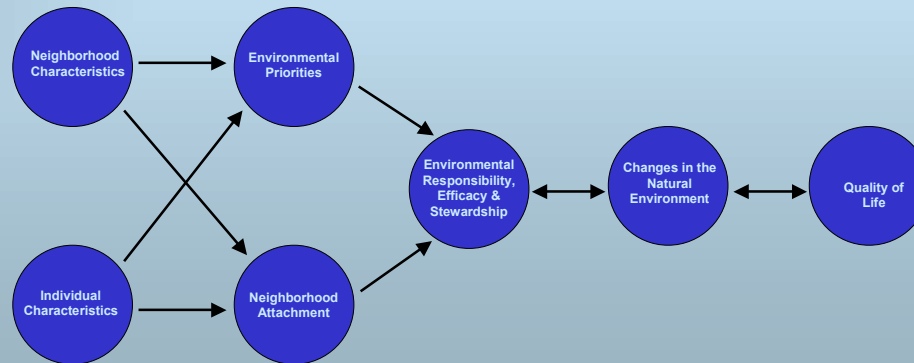 Neighborhood
Characteristics
Environmental
Priorities
Environmental
Responsibility,
Efficacy &
Stewardship
Changes in the
Natural
Environment
Quality of
Life
Individual
Characteristics
Neighborhood
Attachment